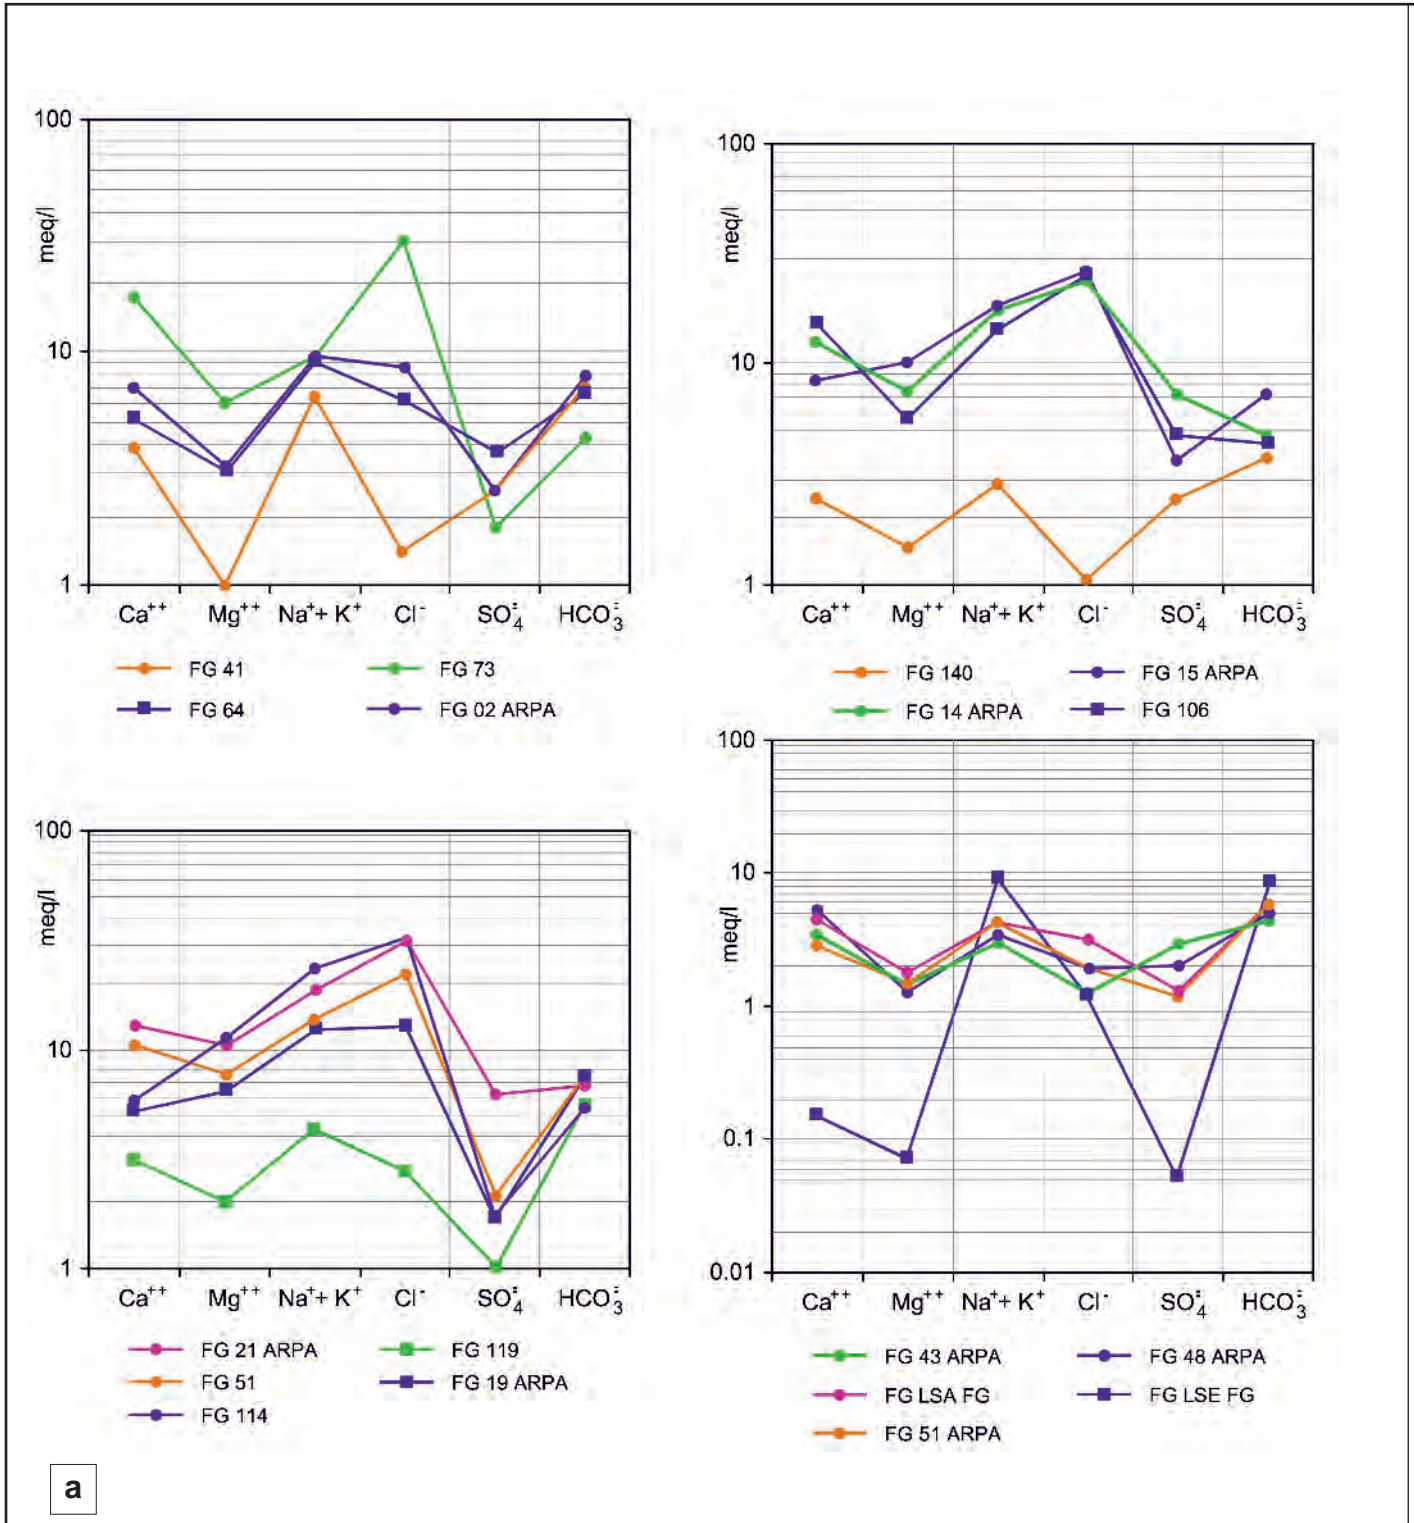 100
meq/l
10
1
Ca⁺⁺ Mg⁺⁺ Na⁺+ K⁺ Cl⁻ SO₄⁼ HCO₃⁼
FG 41 FG 73
FG 64 FG 02 ARPA
100
meq/l
10
1
Ca⁺⁺ Mg⁺⁺ Na⁺+ K⁺ Cl⁻ SO₄⁼ HCO₃⁼
FG 140 FG 15 ARPA
FG 14 ARPA FG 106
100
meq/l
10
1
Ca⁺⁺ Mg⁺⁺ Na⁺+ K⁺ Cl⁻ SO₄⁼ HCO₃⁼
FG 21 ARPA FG 119
FG 51 FG 19 ARPA
FG 114
100
10
meq/l
1
0.1
0.01
Ca⁺⁺ Mg⁺⁺ Na⁺+ K⁺ Cl⁻ SO₄⁼ HCO₃⁼
FG 43 ARPA FG 48 ARPA
FG LSA FG FG LSE FG
FG 51 ARPA
a